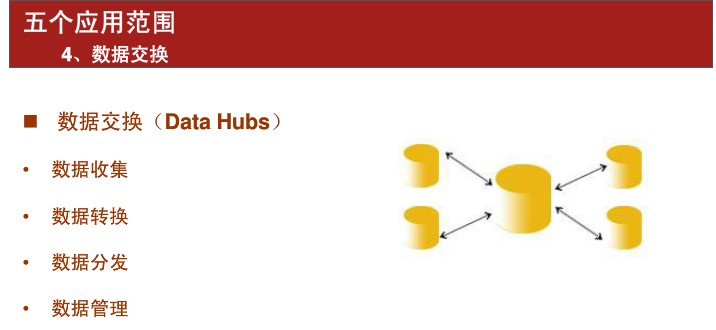 五个应用范围
4、数据交换
■ 数据交换（Data Hubs）
• 数据收集
• 数据转换
• 数据分发
• 数据管理